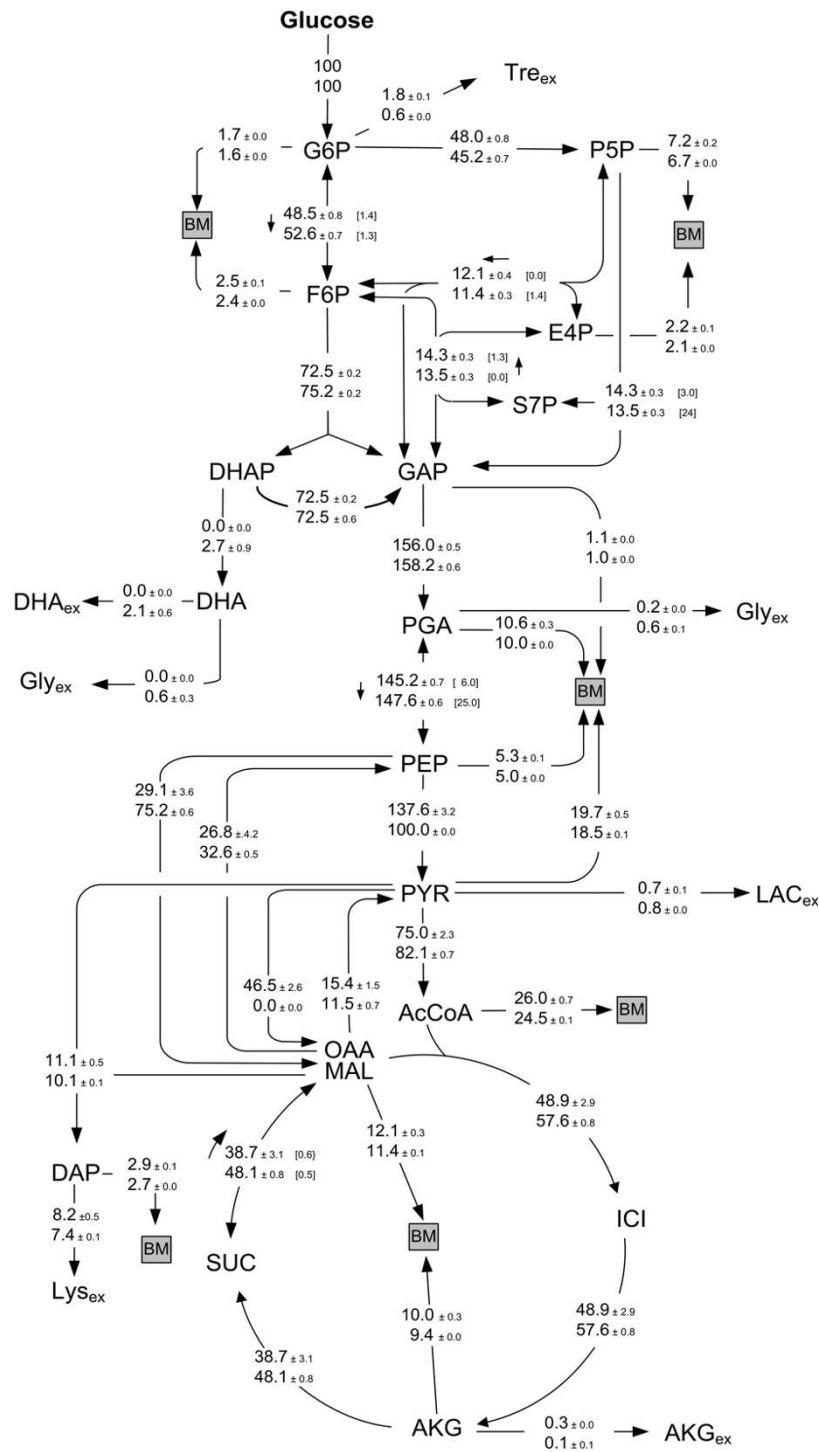 Glucose
100
100
Tre_ex
1.8 ± 0.1
0.6 ± 0.0
1.7 ± 0.0
1.6 ± 0.0
G6P
48.0 ± 0.8
45.2 ± 0.7
P5P
7.2 ± 0.2
6.7 ± 0.0
BM
48.5 ± 0.8 [1.4]
52.6 ± 0.7 [1.3]
BM
2.5 ± 0.1
2.4 ± 0.0
F6P
12.1 ± 0.4 [0.0]
11.4 ± 0.3 [1.4]
E4P
2.2 ± 0.1
2.1 ± 0.0
72.5 ± 0.2
75.2 ± 0.2
14.3 ± 0.3 [1.3]
13.5 ± 0.3 [0.0]
S7P
14.3 ± 0.3 [3.0]
13.5 ± 0.3 [24]
DHAP
GAP
72.5 ± 0.2
72.5 ± 0.6
0.0 ± 0.0
2.7 ± 0.9
156.0 ± 0.5
158.2 ± 0.6
1.1 ± 0.0
1.0 ± 0.0
DHA_ex
0.0 ± 0.0
2.1 ± 0.6
DHA
PGA
10.6 ± 0.3
10.0 ± 0.0
0.2 ± 0.0
0.6 ± 0.1
Gly_ex
Gly_ex
0.0 ± 0.0
0.6 ± 0.3
145.2 ± 0.7 [ 6.0]
147.6 ± 0.6 [25.0]
BM
PEP
5.3 ± 0.1
5.0 ± 0.0
29.1 ± 3.6
75.2 ± 0.6
26.8 ± 4.2
32.6 ± 0.5
137.6 ± 3.2
100.0 ± 0.0
19.7 ± 0.5
18.5 ± 0.1
PYR
0.7 ± 0.1
0.8 ± 0.0
LAC_ex
75.0 ± 2.3
82.1 ± 0.7
46.5 ± 2.6
0.0 ± 0.0
15.4 ± 1.5
11.5 ± 0.7
AcCoA
26.0 ± 0.7
24.5 ± 0.1
BM
OAA
MAL
11.1 ± 0.5
10.1 ± 0.1
48.9 ± 2.9
57.6 ± 0.8
12.1 ± 0.3
11.4 ± 0.1
38.7 ± 3.1 [0.6}
48.1 ± 0.8 [0.5]
DAP
2.9 ± 0.1
2.7 ± 0.0
8.2 ±0.5
7.4 ± 0.1
BM
BM
ICI
SUC
Lys_ex
10.0 ± 0.3
9.4 ± 0.0
48.9 ± 2.9
57.6 ± 0.8
38.7 ± 3.1
48.1 ± 0.8
AKG
0.3 ± 0.0
0.1 ± 0.1
AKG_ex